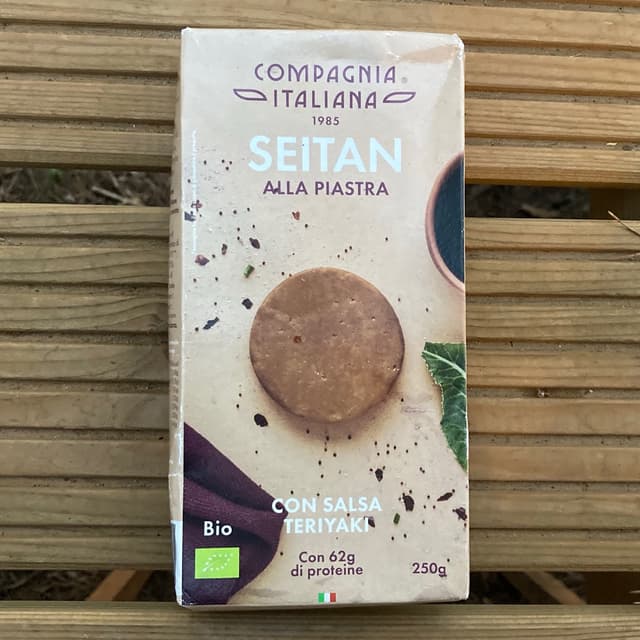 COMPAGNIA®
ITALIANA
1985
SEITAN
ALLA PIASTRA
CON SALSA
TERIYAKI
Bio
Con 62g
di proteine
250g